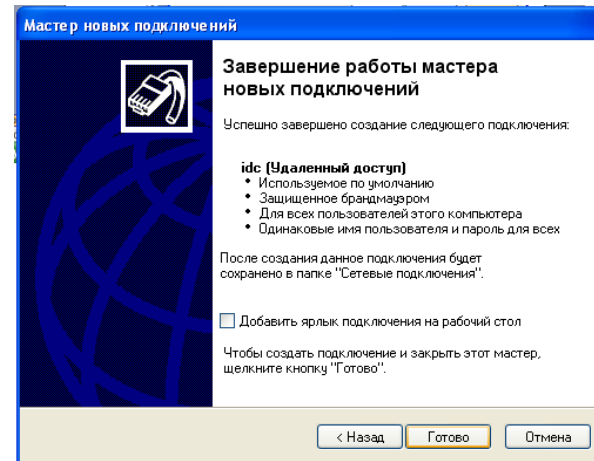 Мастер новых подключений
Завершение работы мастера
новых подключений
Успешно завершено создание следующего подключения:
idc (Удаленный доступ)
• Используемое по умолчанию
• Защищенное брандмауэром
• Для всех пользователей этого компьютера
• Одинаковые имя пользователя и пароль для всех
После создания данное подключения будет
сохранено в папке "Сетевые подключения".
Добавить ярлык подключения на рабочий стол
Чтобы создать подключение и закрыть этот мастер,
щелкните кнопку "Готово".
< Назад Готово Отмена